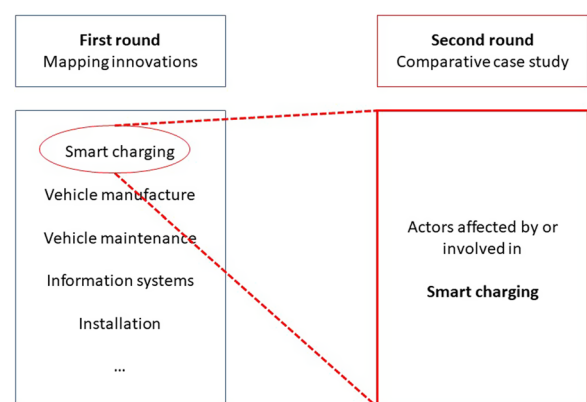 First round
Mapping innovations
Second round
Comparative case study
Smart charging
Vehicle manufacture
Vehicle maintenance
Information systems
Installation
...
Actors affected by or
involved in
Smart charging